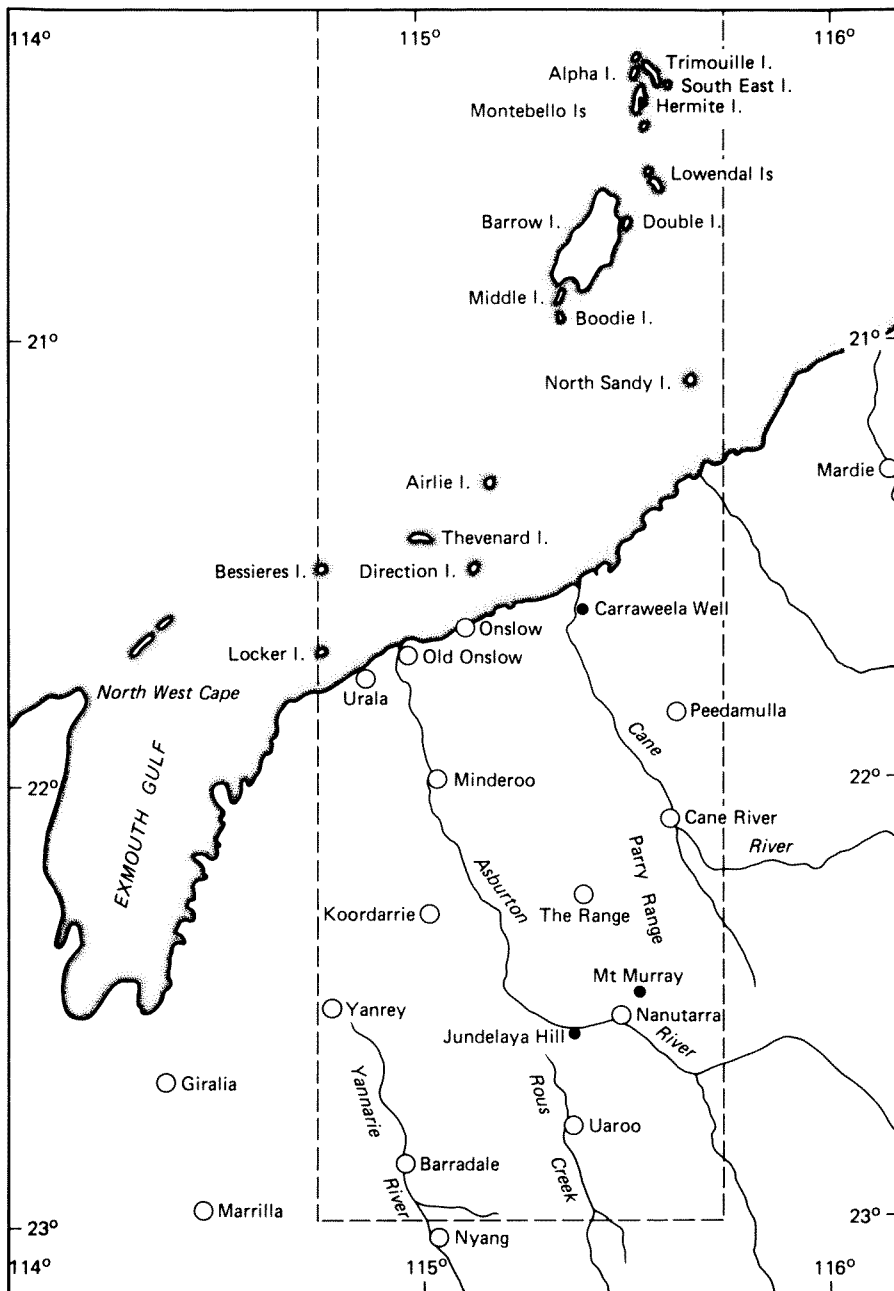 114°
115°
116°
Trimouille I.
Alpha I.
South East I.
Montebello Is
Hermite I.
Lowendal Is
Barrow I.
Double I.
Middle I.
Boodie I.
21°
21°
North Sandy I.
Mardie
Airlie I.
Thevenard I.
Bessieres I.
Direction I.
Carraweela Well
Onslow
Locker I.
Old Onslow
North West Cape
Urala
Peedamulla
Cane
22°
Minderoo
22°
Cane River
River
EXMOUTH GULF
Asburton
Parry Range
The Range
Koordarrie
Mt Murray
Yanrey
Nanutarra
Jundelaya Hill
River
Giralia
Yannarie
Rous
Uaroo
Barradale
Creek
River
Marrilla
23°
23°
Nyang
114°
115°
116°